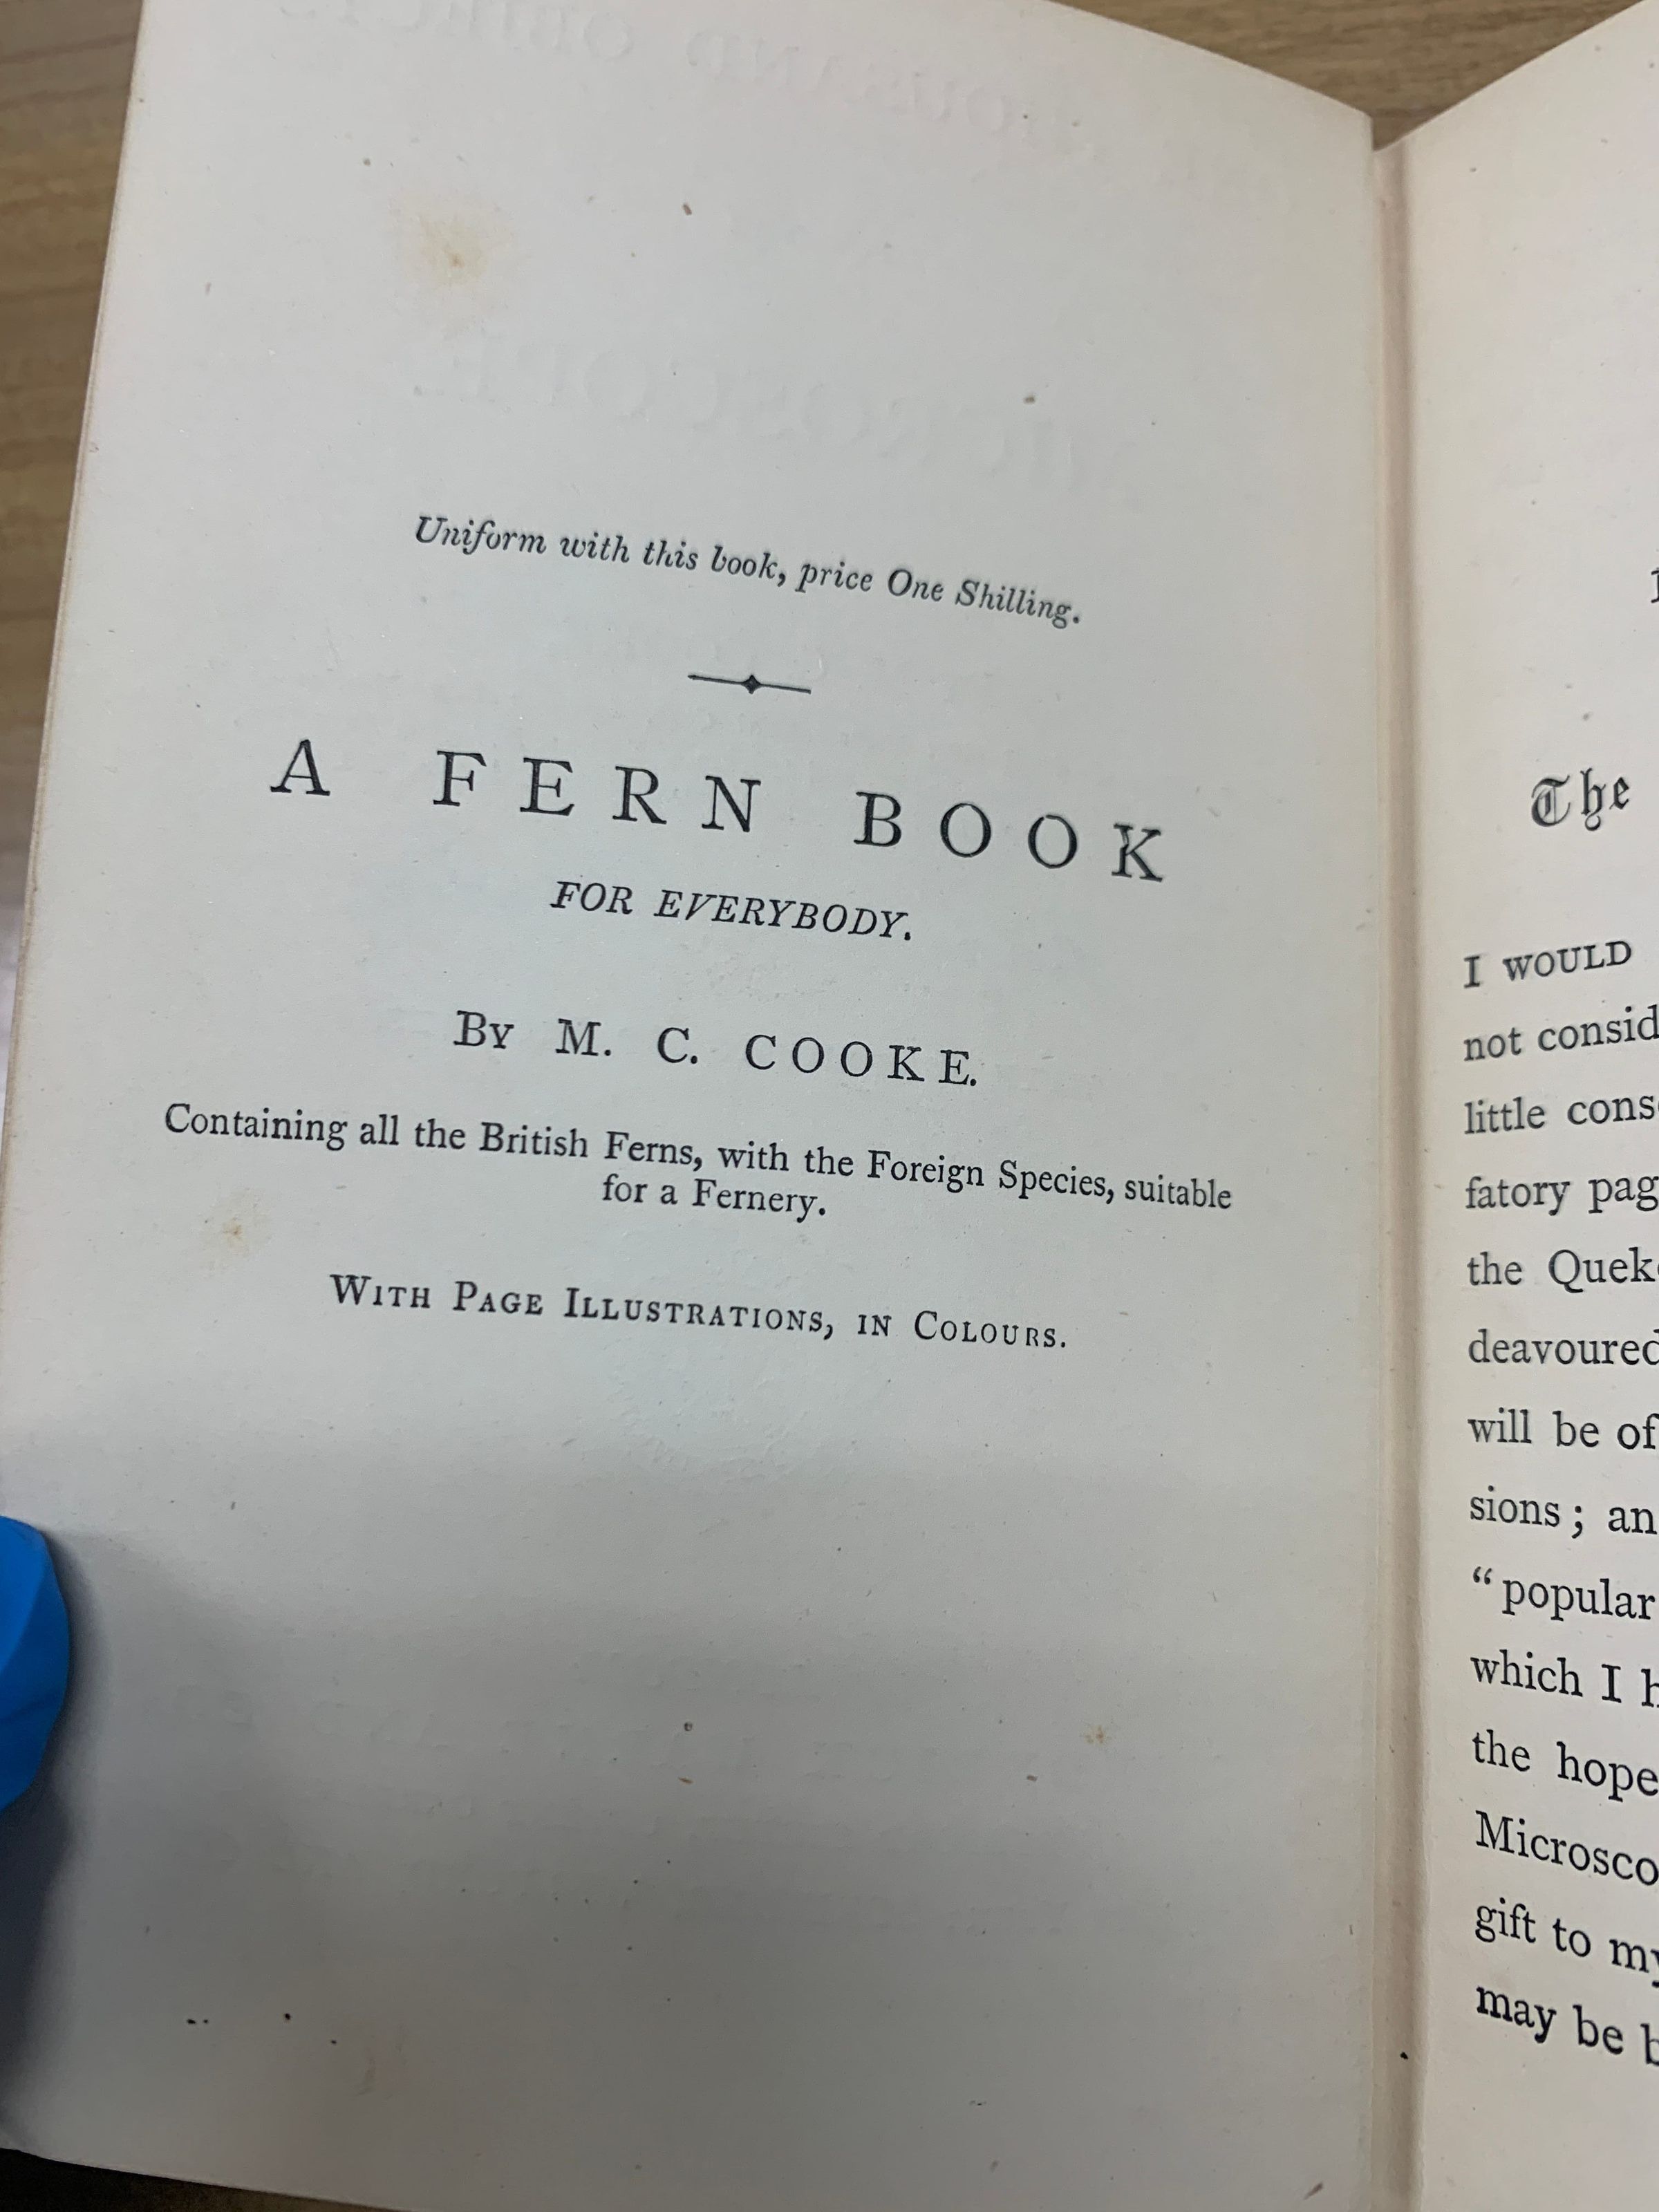 Uniform with this book, price One Shilling.
A FERN BOOK
FOR EVERYBODY.
By M. C. COOKE.
Containing all the British Ferns, with the Foreign Species, suitable
for a Fernery.
With Page Illustrations, in Colours.
The
I WOULD
not consid
little cons
fatory pag
the Quek
deavoured
will be of
sions; an
“popular
which I h
the hope
Microsco
gift to my
may be b